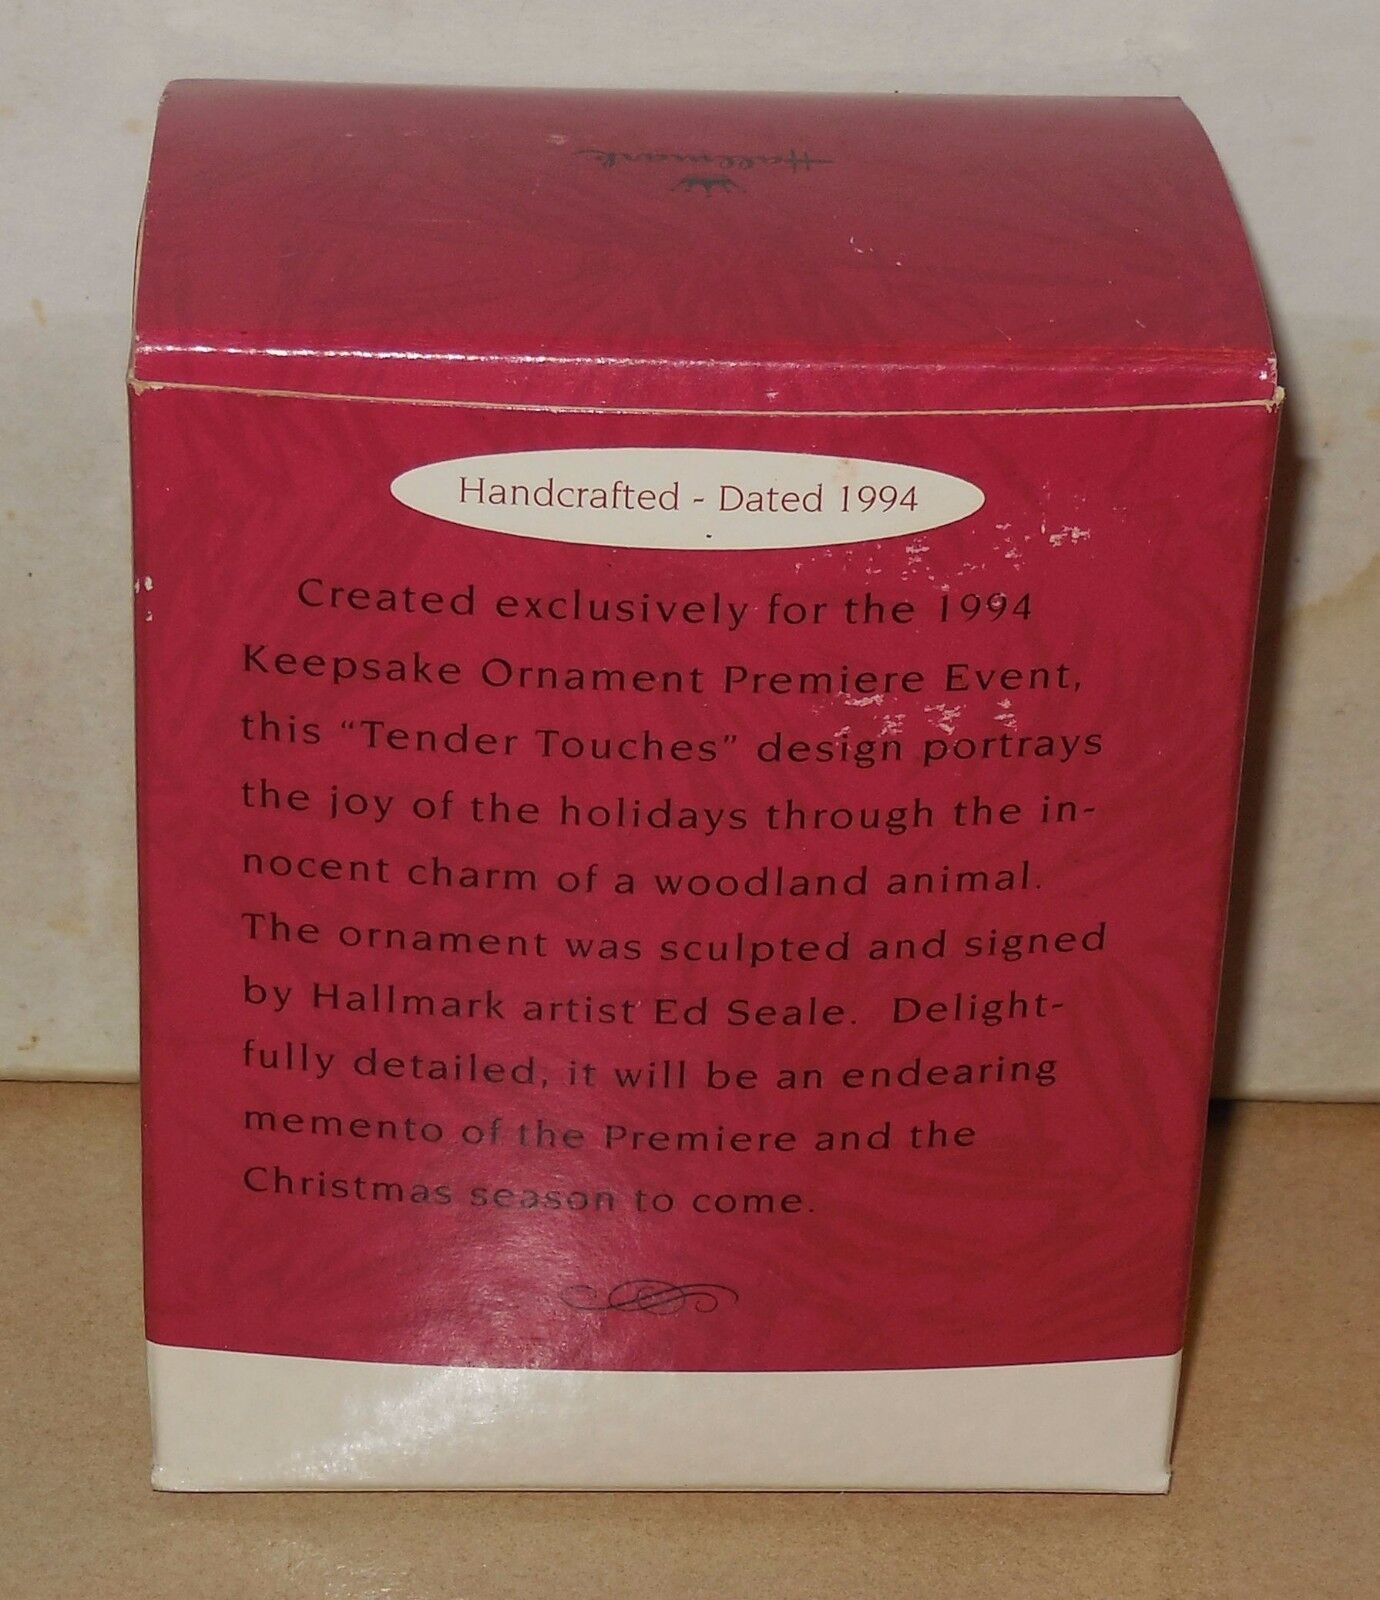 Hallmark
Handcrafted - Dated 1994
Created exclusively for the 1994
Keepsake Ornament Premiere Event,
this “Tender Touches” design portrays
the joy of the holidays through the in-
nocent charm of a woodland animal.
The ornament was sculpted and signed
by Hallmark artist Ed Seale. Delight-
fully detailed, it will be an endearing
memento of the Premiere and the
Christmas season to come.